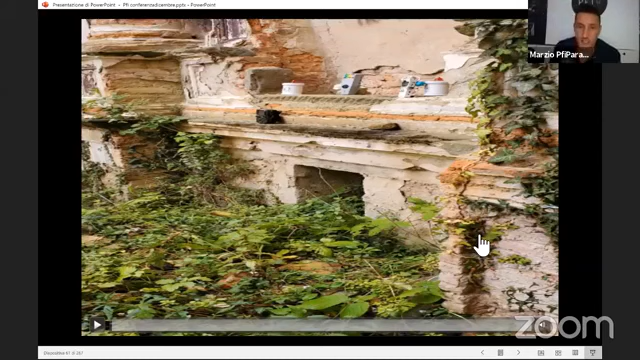 Presentazione di PowerPoint - Pfi conferenzadicembre.pptx - PowerPoint
Marzio PfiPara...
zoom